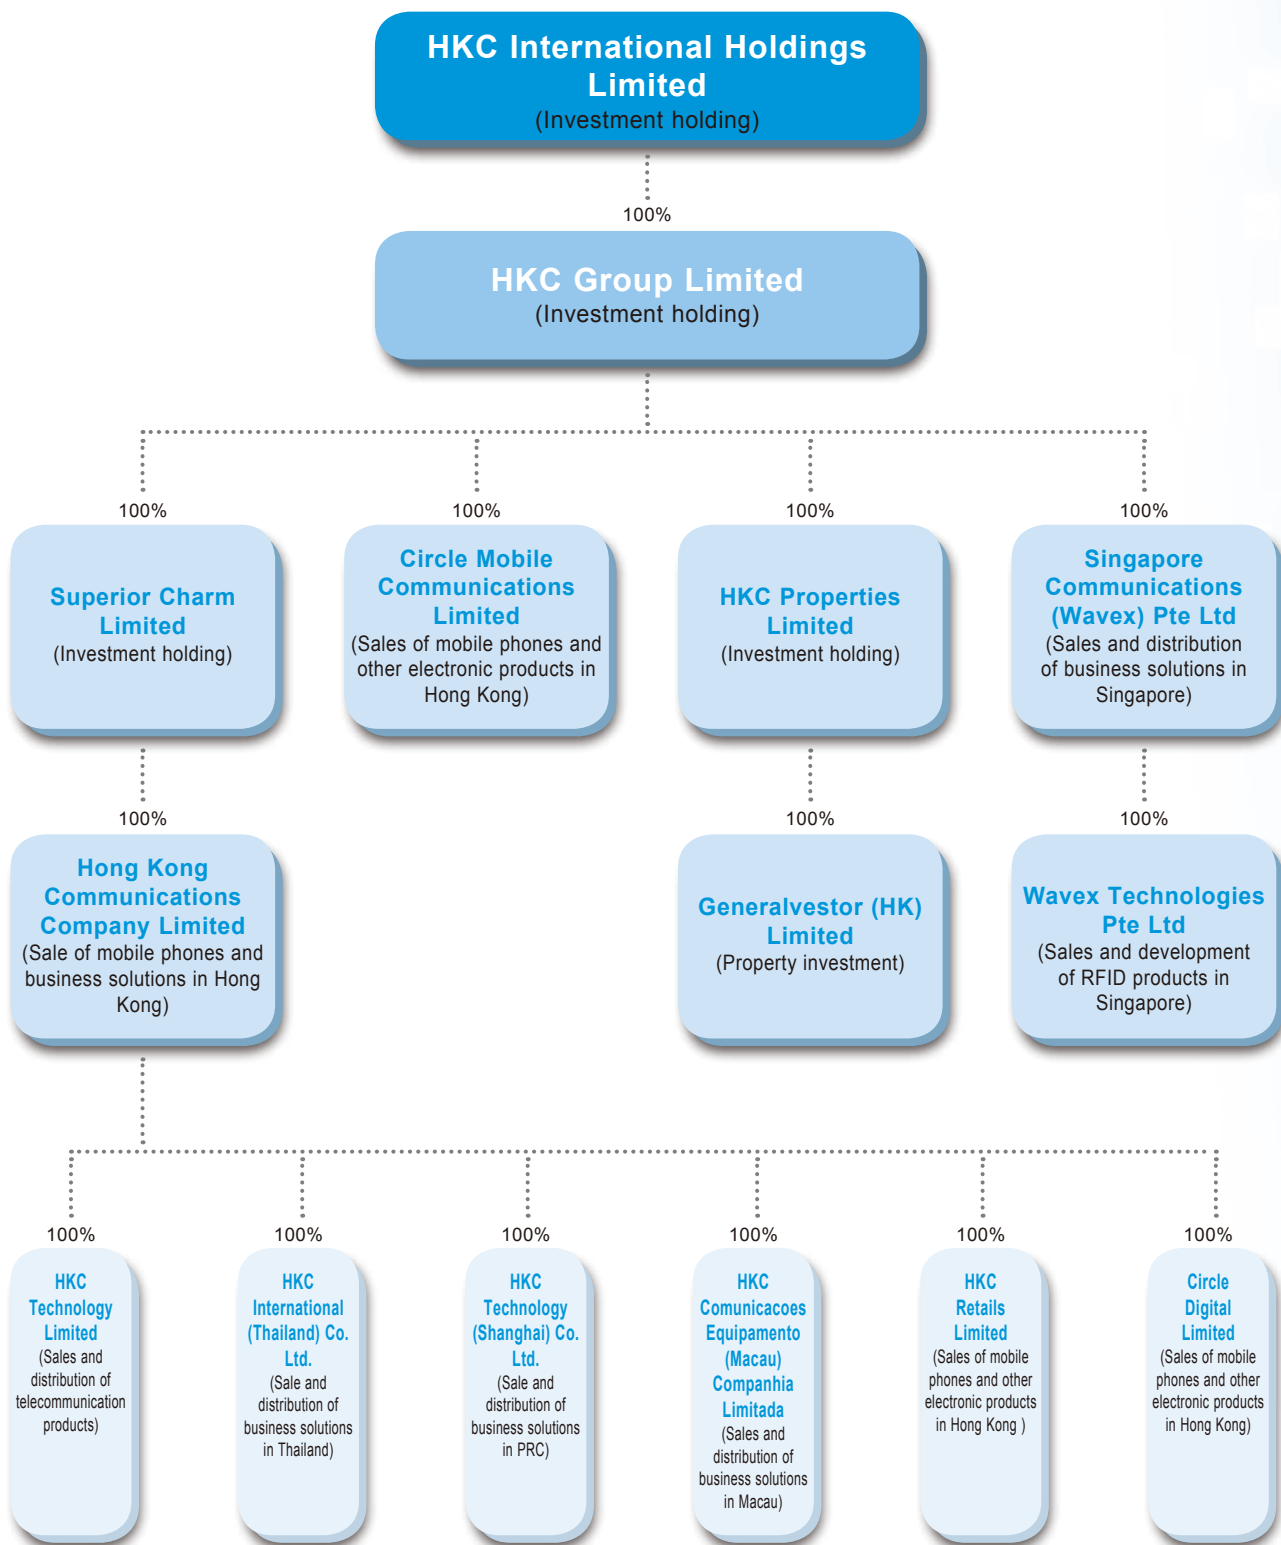 HKC International Holdings
Limited
(Investment holding)
100%
HKC Group Limited
(Investment holding)
100%
100%
100%
100%
Superior Charm
Limited
(Investment holding)
Circle Mobile
Communications
Limited
(Sales of mobile phones and
other electronic products in
Hong Kong)
HKC Properties
Limited
(Investment holding)
Singapore
Communications
(Wavex) Pte Ltd
(Sales and distribution
of business solutions in
Singapore)
100%
100%
100%
Hong Kong
Communications
Company Limited
(Sale of mobile phones and
business solutions in Hong
Kong)
Generalvestor (HK)
Limited
(Property investment)
Wavex Technologies
Pte Ltd
(Sales and development
of RFID products in
Singapore)
100%
100%
100%
100%
100%
100%
HKC
Technology
Limited
(Sales and
distribution of
telecommunication
products)
HKC
International
(Thailand) Co.
Ltd.
(Sale and
distribution of
business solutions
in Thailand)
HKC
Technology
(Shanghai) Co.
Ltd.
(Sale and
distribution of
business solutions
in PRC)
HKC
Comunicacoes
Equipamento
(Macau)
Companhia
Limitada
(Sales and
distribution of
business solutions
in Macau)
HKC
Retails
Limited
(Sales of mobile
phones and other
electronic products
in Hong Kong )
Circle
Digital
Limited
(Sales of mobile
phones and other
electronic products
in Hong Kong)